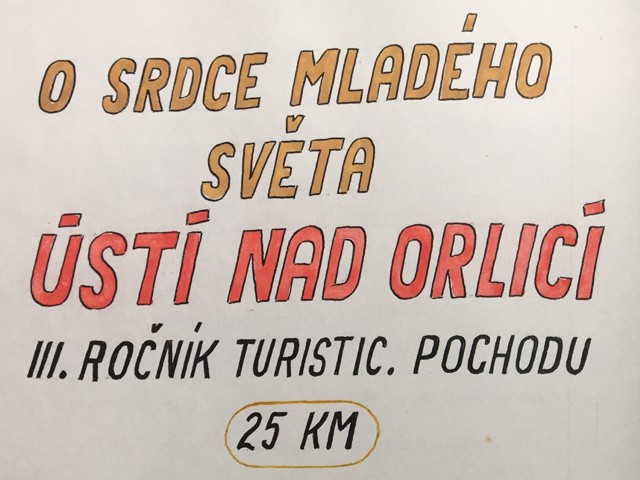 O SRDCE MLADÉHO
SVĚTA
ÚSTÍ NAD ORLICÍ
III. ROČNÍK TURISTIC. POCHODU
25 KM